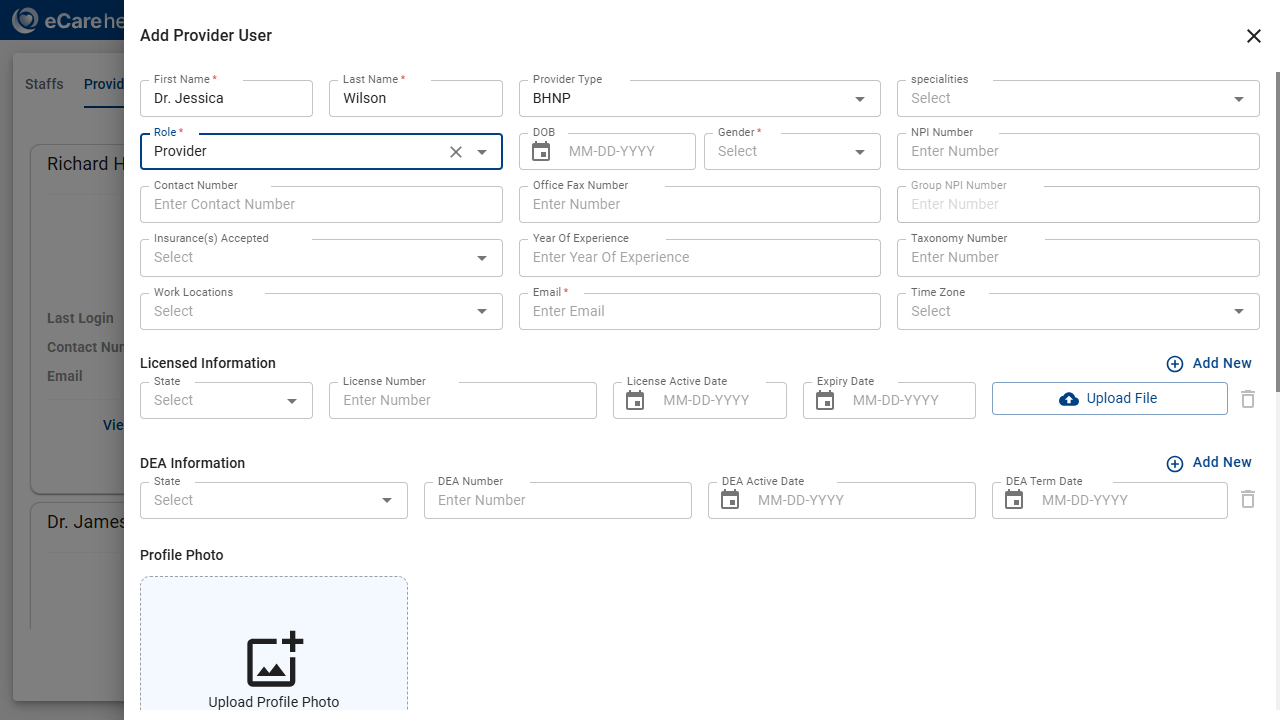 eCare he
Add Provider User
Staffs
Provid
First Name *
Dr. Jessica
Last Name *
Wilson
Provider Type
BHNP
specialities
Select
Role *
Provider
DOB
MM-DD-YYYY
Gender *
Select
NPI Number
Enter Number
Contact Number
Enter Contact Number
Office Fax Number
Enter Number
Group NPI Number
Enter Number
Insurance(s) Accepted
Select
Year Of Experience
Enter Year Of Experience
Taxonomy Number
Enter Number
Work Locations
Select
Email *
Enter Email
Time Zone
Select
Richard H
Last Login
Contact Num
Email
Vie
Dr. James
Licensed Information
Add New
State
Select
License Number
Enter Number
License Active Date
MM-DD-YYYY
Expiry Date
MM-DD-YYYY
Upload File
DEA Information
Add New
State
Select
DEA Number
Enter Number
DEA Active Date
MM-DD-YYYY
DEA Term Date
MM-DD-YYYY
Profile Photo
Upload Profile Photo